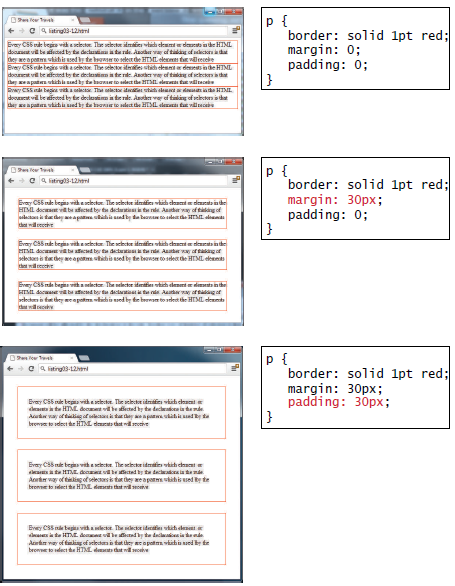 Share Your Travels
listing03-12.html
Every CSS rule begins with a selector. The selector identifies which element or elements in the HTML
document will be affected by the declarations in the rule. Another way of thinking of selectors is that
they are a pattern which is used by the browser to select the HTML elements that will receive
Every CSS rule begins with a selector. The selector identifies which element or elements in the HTML
document will be affected by the declarations in the rule. Another way of thinking of selectors is that
they are a pattern which is used by the browser to select the HTML elements that will receive
Every CSS rule begins with a selector. The selector identifies which element or elements in the HTML
document will be affected by the declarations in the rule. Another way of thinking of selectors is that
they are a pattern which is used by the browser to select the HTML elements that will receive
p {
border: solid 1pt red;
margin: 0;
padding: 0;
}
Share Your Travels
listing03-12.html
Every CSS rule begins with a selector. The selector identifies which element or elements in the
HTML document will be affected by the declarations in the rule. Another way of thinking of
selectors is that they are a pattern which is used by the browser to select the HTML elements
that will receive
Every CSS rule begins with a selector. The selector identifies which element or elements in the
HTML document will be affected by the declarations in the rule. Another way of thinking of
selectors is that they are a pattern which is used by the browser to select the HTML elements
that will receive
Every CSS rule begins with a selector. The selector identifies which element or elements in the
HTML document will be affected by the declarations in the rule. Another way of thinking of
selectors is that they are a pattern which is used by the browser to select the HTML elements
that will receive
p {
border: solid 1pt red;
margin: 30px;
padding: 0;
}
Share Your Travels
listing03-12.html
Every CSS rule begins with a selector. The selector identifies which element or
elements in the HTML document will be affected by the declarations in the rule.
Another way of thinking of selectors is that they are a pattern which is used by the
browser to select the HTML elements that will receive
Every CSS rule begins with a selector. The selector identifies which element or
elements in the HTML document will be affected by the declarations in the rule.
Another way of thinking of selectors is that they are a pattern which is used by the
browser to select the HTML elements that will receive
Every CSS rule begins with a selector. The selector identifies which element or
elements in the HTML document will be affected by the declarations in the rule.
Another way of thinking of selectors is that they are a pattern which is used by the
browser to select the HTML elements that will receive
p {
border: solid 1pt red;
margin: 30px;
padding: 30px;
}